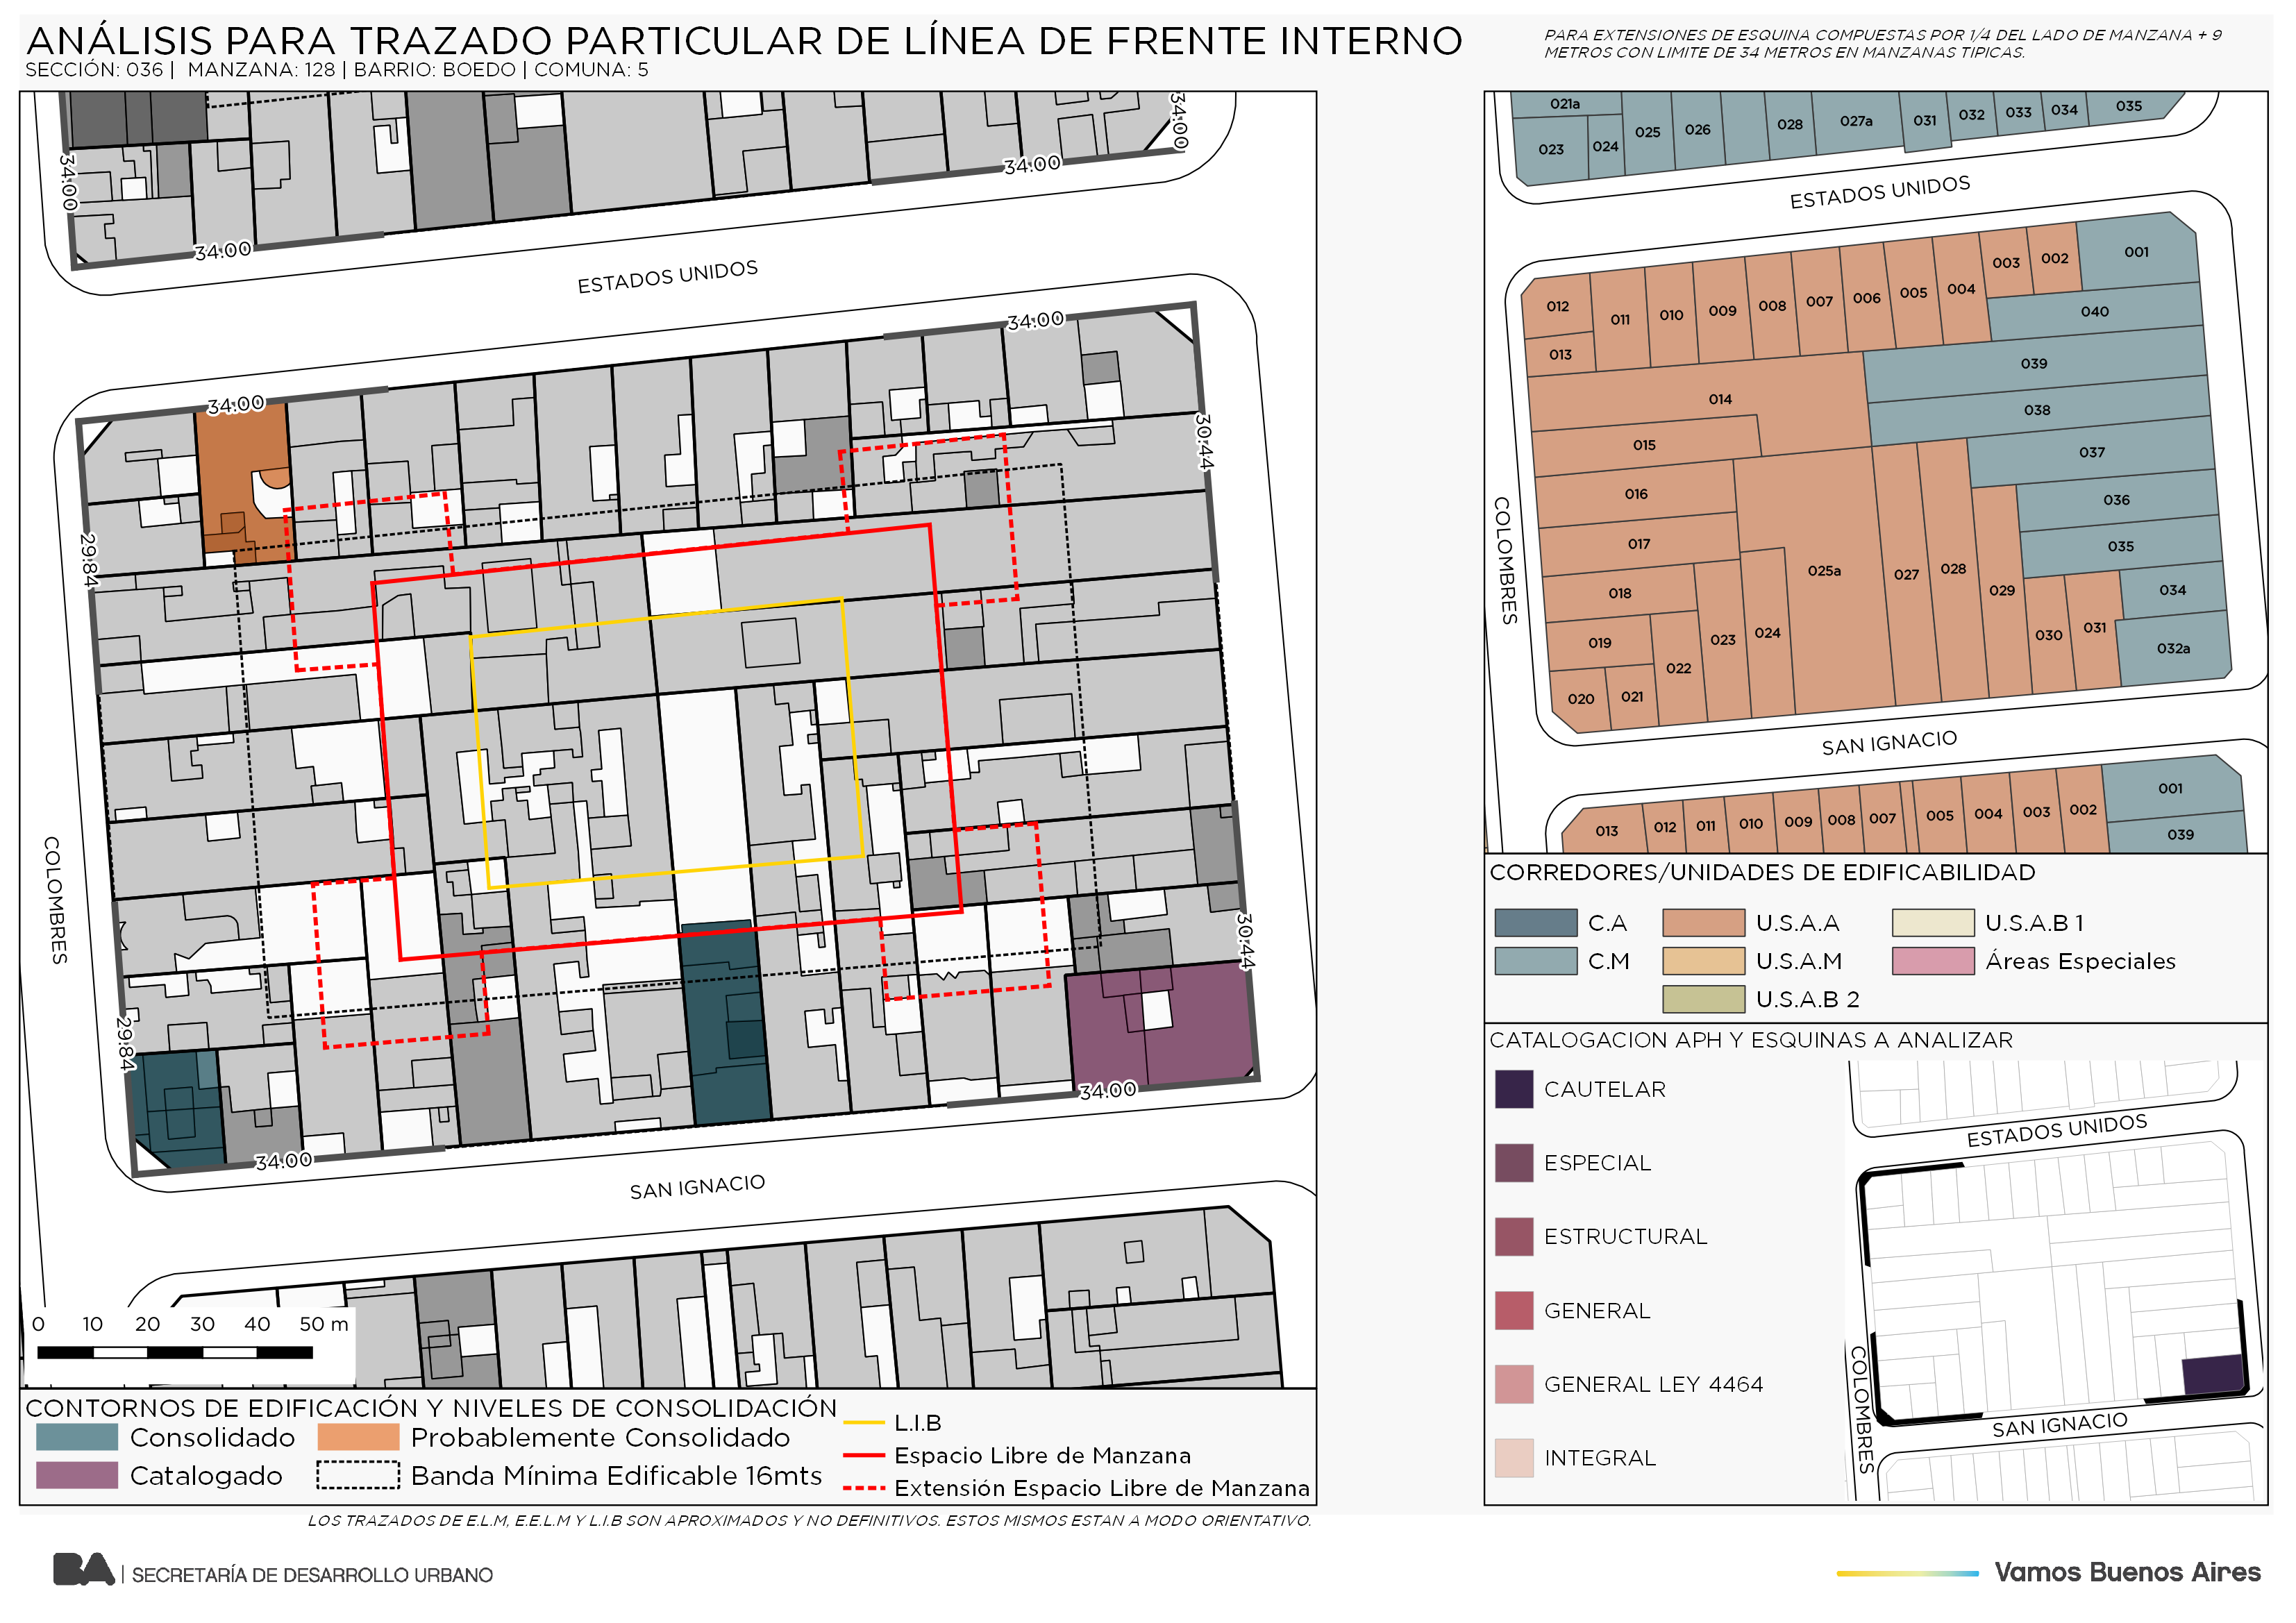 ANÁLISIS PARA TRAZADO PARTICULAR DE LÍNEA DE FRENTE INTERNO
SECCIÓN: 036 | MANZANA: 128 | BARRIO: BOEDO | COMUNA: 5
PARA EXTENSIONES DE ESQUINA COMPUESTAS POR 1/4 DEL LADO DE MANZANA + 9
METROS CON LIMITE DE 34 METROS EN MANZANAS TIPICAS.
34:00
34:00
34:00
34:00
ESTADOS UNIDOS
34:00
34:00
30:44
29:84
COLOMBRES
30:44
29:84
34:00
34:00
SAN IGNACIO
0 10 20 30 40 50 m
CONTORNOS DE EDIFICACIÓN Y NIVELES DE CONSOLIDACIÓN
Consolidado
Probablemente Consolidado
Catalogado
Banda Mínima Edificable 16mts
L.I.B
Espacio Libre de Manzana
Extensión Espacio Libre de Manzana
LOS TRAZADOS DE E.L.M, E.E.L.M Y L.I.B SON APROXIMADOS Y NO DEFINITIVOS. ESTOS MISMOS ESTAN A MODO ORIENTATIVO.
021a
023
024
025
026
028
027a
031
032
033
034
035
ESTADOS UNIDOS
012
011
010
009
008
007
006
005
004
003
002
001
013
040
014
039
038
015
037
016
036
017
035
025a
027
028
029
018
034
019
023
024
030
031
032a
022
020
021
COLOMBRES
SAN IGNACIO
013
012
011
010
009
008
007
005
004
003
002
001
039
CORREDORES/UNIDADES DE EDIFICABILIDAD
C.A
U.S.A.A
U.S.A.B 1
C.M
U.S.A.M
Áreas Especiales
U.S.A.B 2
CATALOGACION APH Y ESQUINAS A ANALIZAR
CAUTELAR
ESPECIAL
ESTRUCTURAL
GENERAL
GENERAL LEY 4464
INTEGRAL
ESTADOS UNIDOS
COLOMBRES
SAN IGNACIO
BA | SECRETARÍA DE DESARROLLO URBANO
Vamos Buenos Aires